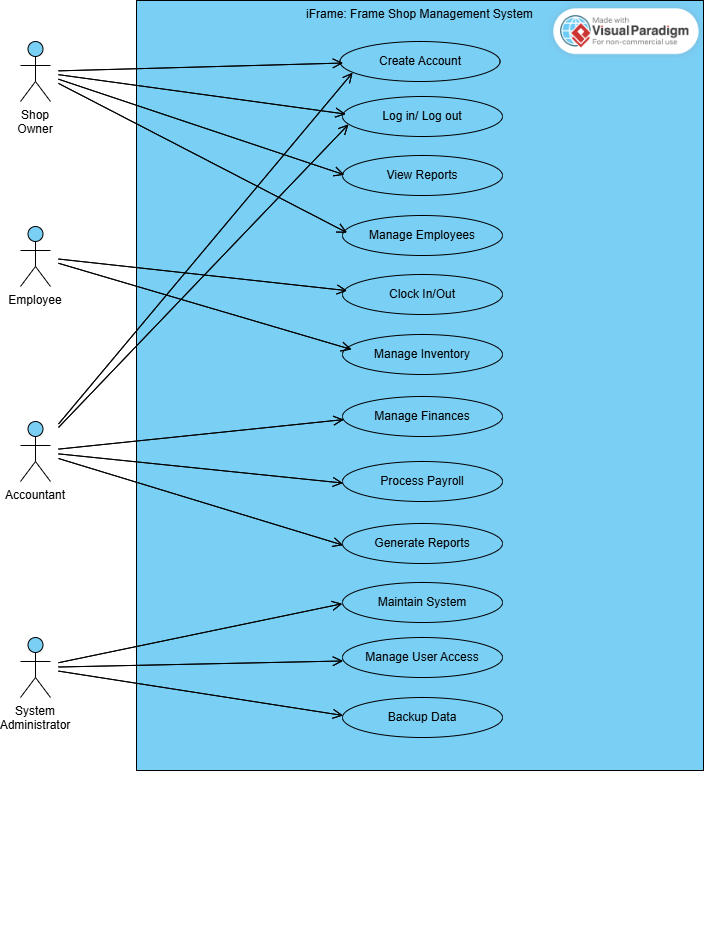 iFrame: Frame Shop Management System
Made with
Visual Paradigm
For non-commercial use
Create Account
Shop
Owner
Log in/ Log out
View Reports
Manage Employees
Employee
Clock In/Out
Manage Inventory
Manage Finances
Accountant
Process Payroll
Generate Reports
Maintain System
Manage User Access
System
Administrator
Backup Data